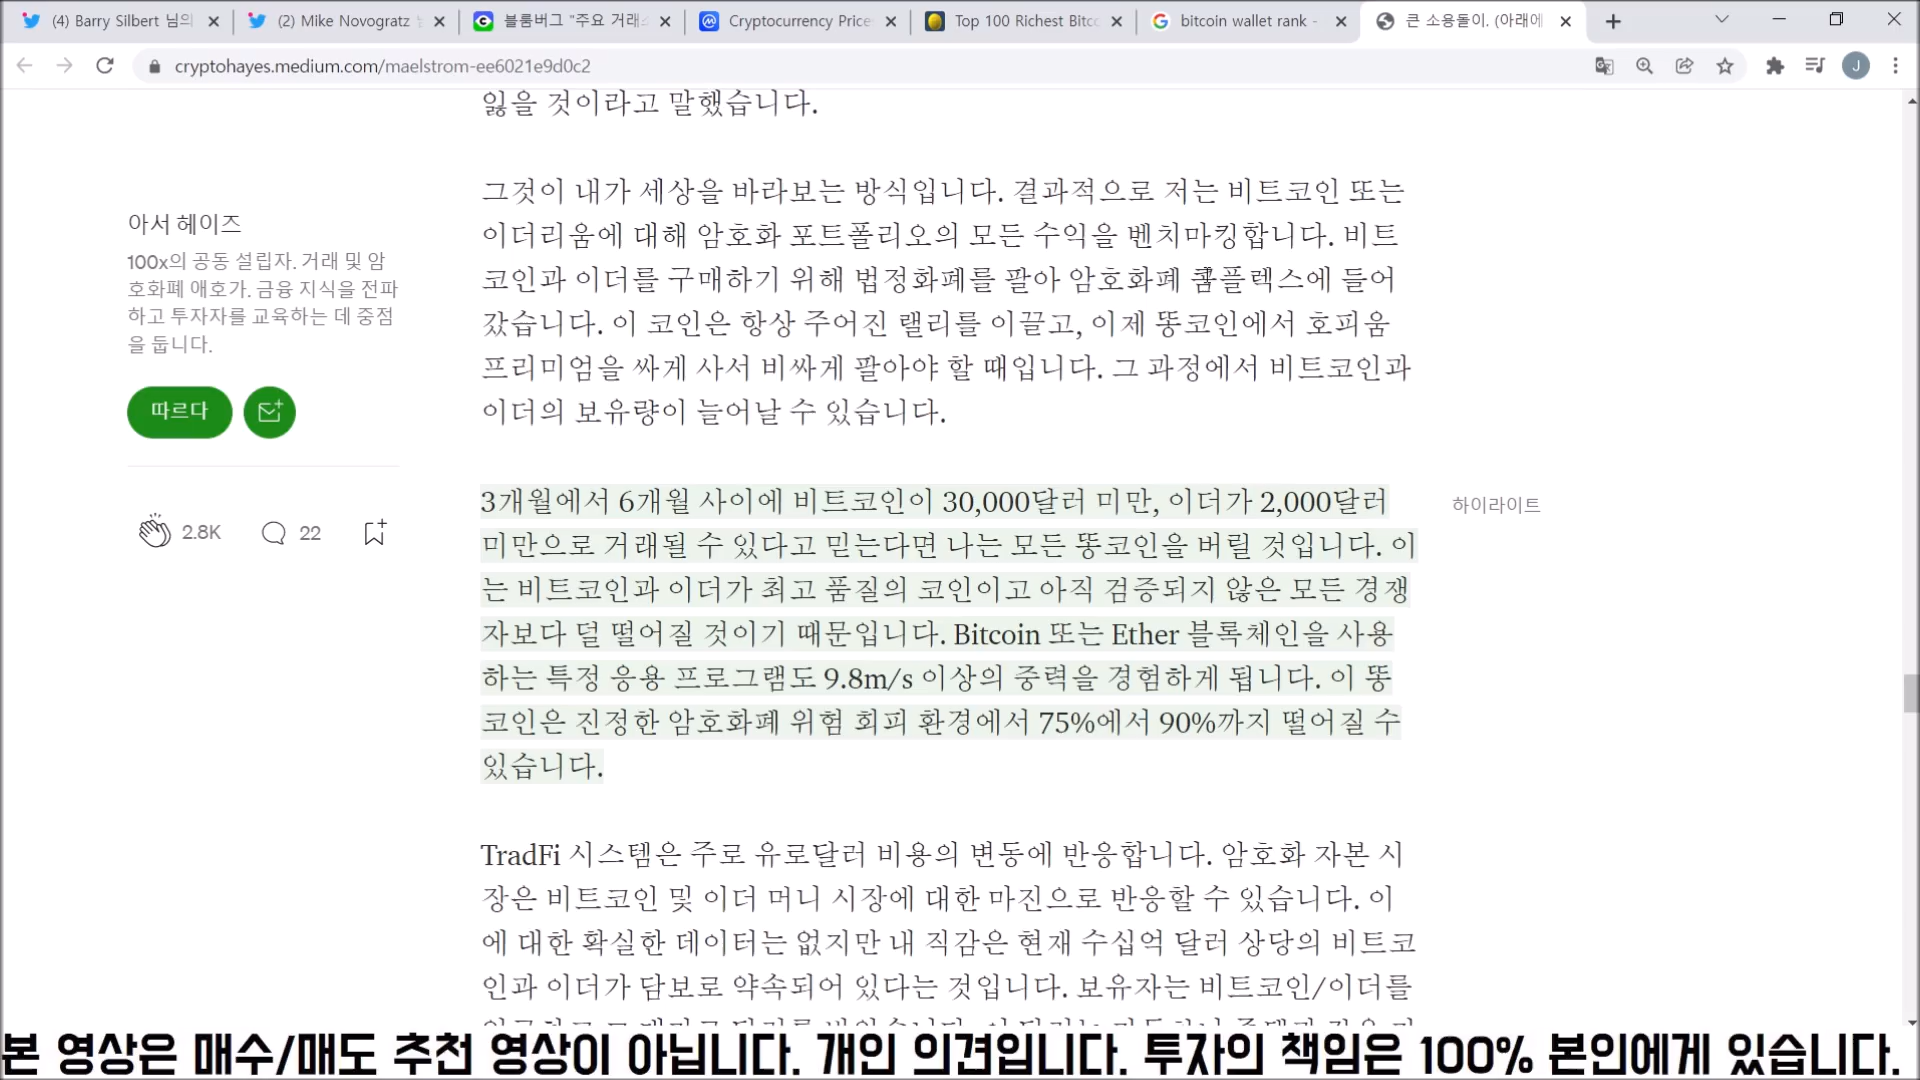 (4) Barry Silbert 님의
(2) Mike Novogratz
블룸버그 "주요 거래
Cryptocurrency Price
Top 100 Richest Bitc
bitcoin wallet rank -
큰 소용돌이. (아래에
cryptohayes.medium.com/maelstrom-ee6021e9d0c2
J
잃을 것이라고 말했습니다.
아서 헤이즈
100x의 공동 설립자. 거래 및 암
호화폐 애호가. 금융 지식을 전파
하고 투자자를 교육하는 데 중점
을 둡니다.
따르다
2.8K
22
그것이 내가 세상을 바라보는 방식입니다. 결과적으로 저는 비트코인 또는
이더리움에 대해 암호화 포트폴리오의 모든 수익을 벤치마킹합니다. 비트
코인과 이더를 구매하기 위해 법정화폐를 팔아 암호화폐 콤플렉스에 들어
갔습니다. 이 코인은 항상 주어진 랠리를 이끌고, 이제 똥코인에서 호피움
프리미엄을 싸게 사서 비싸게 팔아야 할 때입니다. 그 과정에서 비트코인과
이더의 보유량이 늘어날 수 있습니다.
3개월에서 6개월 사이에 비트코인이 30,000달러 미만, 이더가 2,000달러
미만으로 거래될 수 있다고 믿는다면 나는 모든 똥코인을 버릴 것입니다. 이
는 비트코인과 이더가 최고 품질의 코인이고 아직 검증되지 않은 모든 경쟁
자보다 덜 떨어질 것이기 때문입니다. Bitcoin 또는 Ether 블록체인을 사용
하는 특정 응용 프로그램도 9.8m/s 이상의 중력을 경험하게 됩니다. 이 똥
코인은 진정한 암호화폐 위험 회피 환경에서 75%에서 90%까지 떨어질 수
있습니다.
하이라이트
TradFi 시스템은 주로 유로달러 비용의 변동에 반응합니다. 암호화 자본 시
장은 비트코인 및 이더 머니 시장에 대한 마진으로 반응할 수 있습니다. 이
에 대한 확실한 데이터는 없지만 내 직감은 현재 수십억 달러 상당의 비트코
인과 이더가 담보로 약속되어 있다는 것입니다. 보유자는 비트코인/이더를
본 영상은 매수/매도 추천 영상이 아닙니다. 개인 의견입니다. 투자의 책임은 100% 본인에게 있습니다.